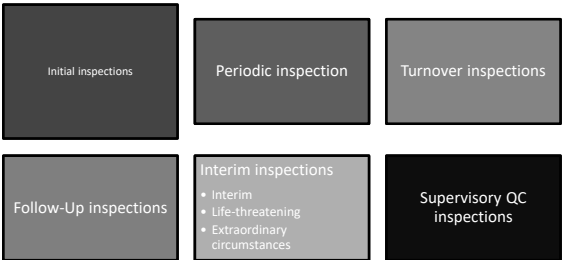 Initial inspections
Periodic inspection
Turnover inspections
Follow-Up inspections
Interim inspections
• Interim
• Life-threatening
• Extraordinary
circumstances
Supervisory QC
inspections